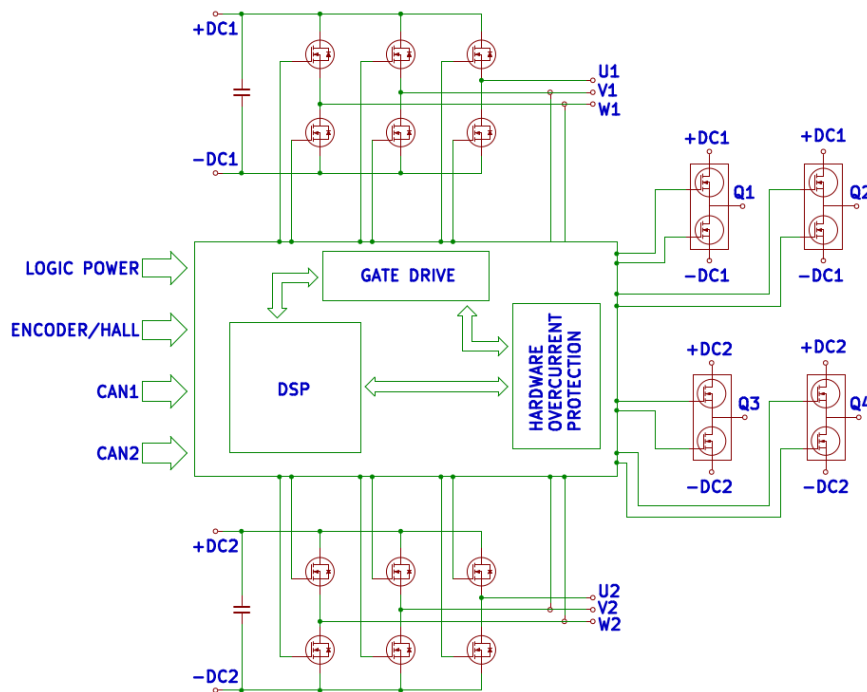 +DC1
U1
V1
W1
-DC1
+DC1
+DC1
Q1
Q2
-DC1
-DC1
LOGIC POWER
GATE DRIVE
ENCODER/HALL
DSP
HARDWARE
OVERCURRENT
PROTECTION
CAN1
CAN2
+DC2
+DC2
Q3
Q4
-DC2
-DC2
+DC2
U2
V2
W2
-DC2